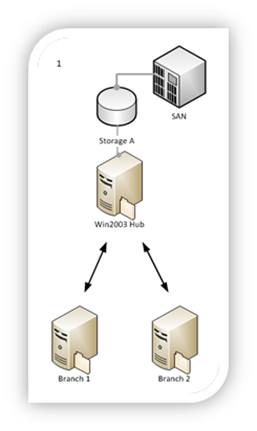 1
SAN
Storage A
Win2003 Hub
Branch 1
Branch 2